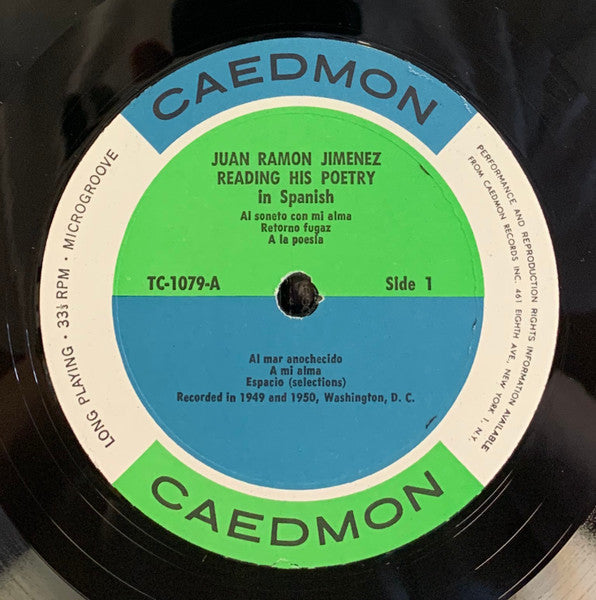 CAEDMON
JUAN RAMON JIMENEZ
READING HIS POETRY
in Spanish
Al soneto con mi alma
Retorno fugaz
A la poesia
TC-1079-A
Side 1
Al mar anochecido
A mi alma
Espacio (selections)
Recorded in 1949 and 1950, Washington, D. C.
LONG PLAYING • 33⅓ RPM • MICROGROOVE
PERFORMANCE AND REPRODUCTION RIGHTS INFORMATION AVAILABLE
FROM CAEDMON RECORDS INC. 461 EIGHTH AVE., NEW YORK 1, N.Y.
CAEDMON